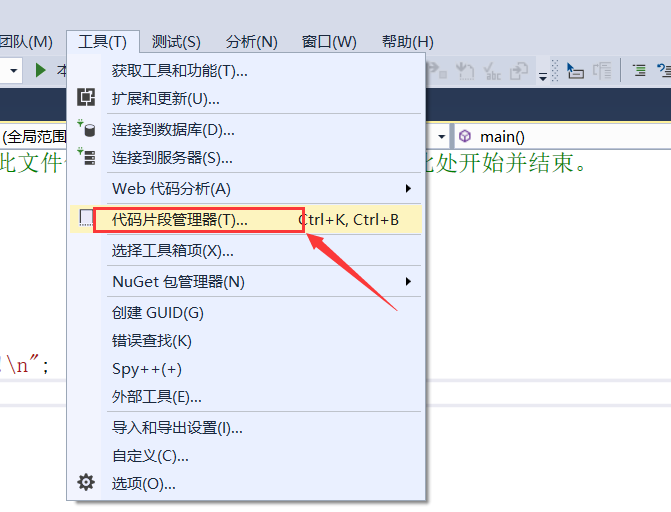 团队(M) 工具(T) 测试(S) 分析(N) 窗口(W) 帮助(H)
获取工具和功能(T)...
扩展和更新(U)...
连接到数据库(D)...
(全局范围 main()
连接到服务器(S)...
此文件 此处开始并结束。
Web 代码分析(A)
代码片段管理器(T)... Ctrl+K, Ctrl+B
选择工具箱项(X)...
NuGet 包管理器(N)
创建 GUID(G)
错误查找(K)
\n";
Spy++(+)
外部工具(E)...
导入和导出设置(I)...
自定义(C)...
选项(O)...